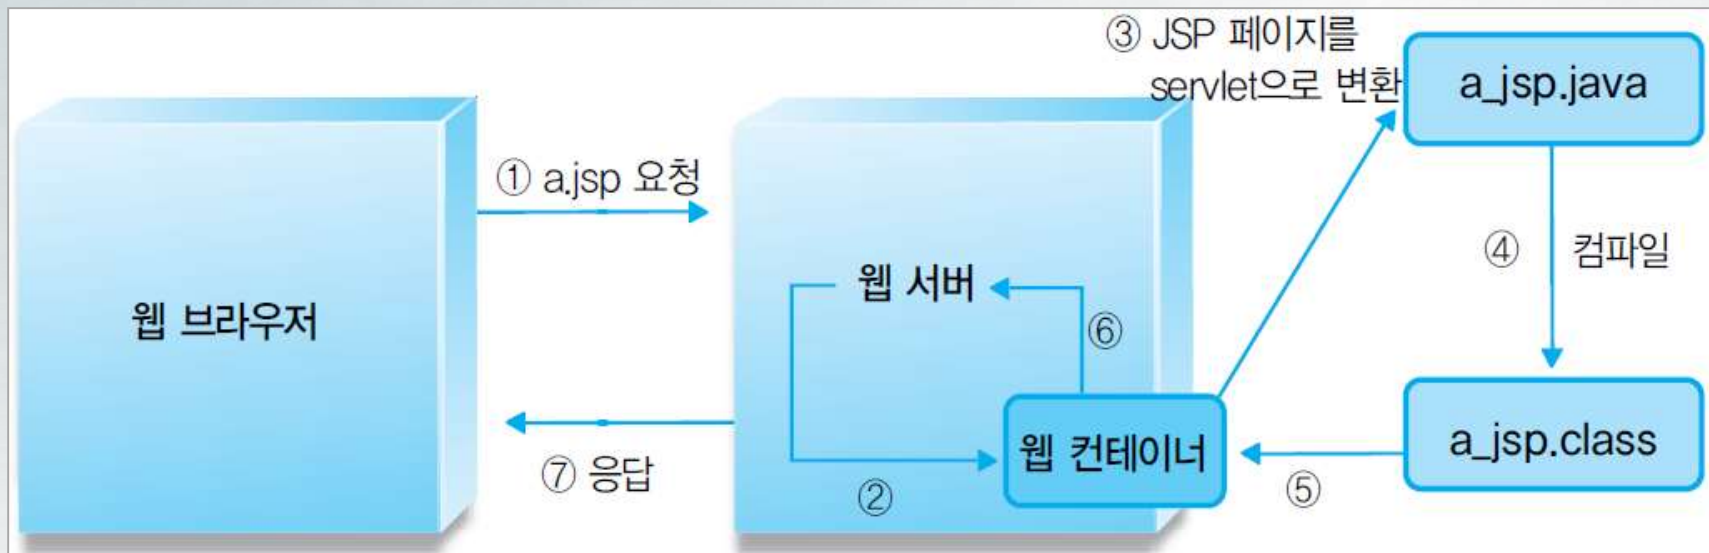 ③ JSP 페이지를
servlet으로 변환
a_jsp.java
① a.jsp 요청
④ 컴파일
웹 서버
웹 브라우저
⑥
웹 컨테이너
a_jsp.class
⑦ 응답
②
⑤